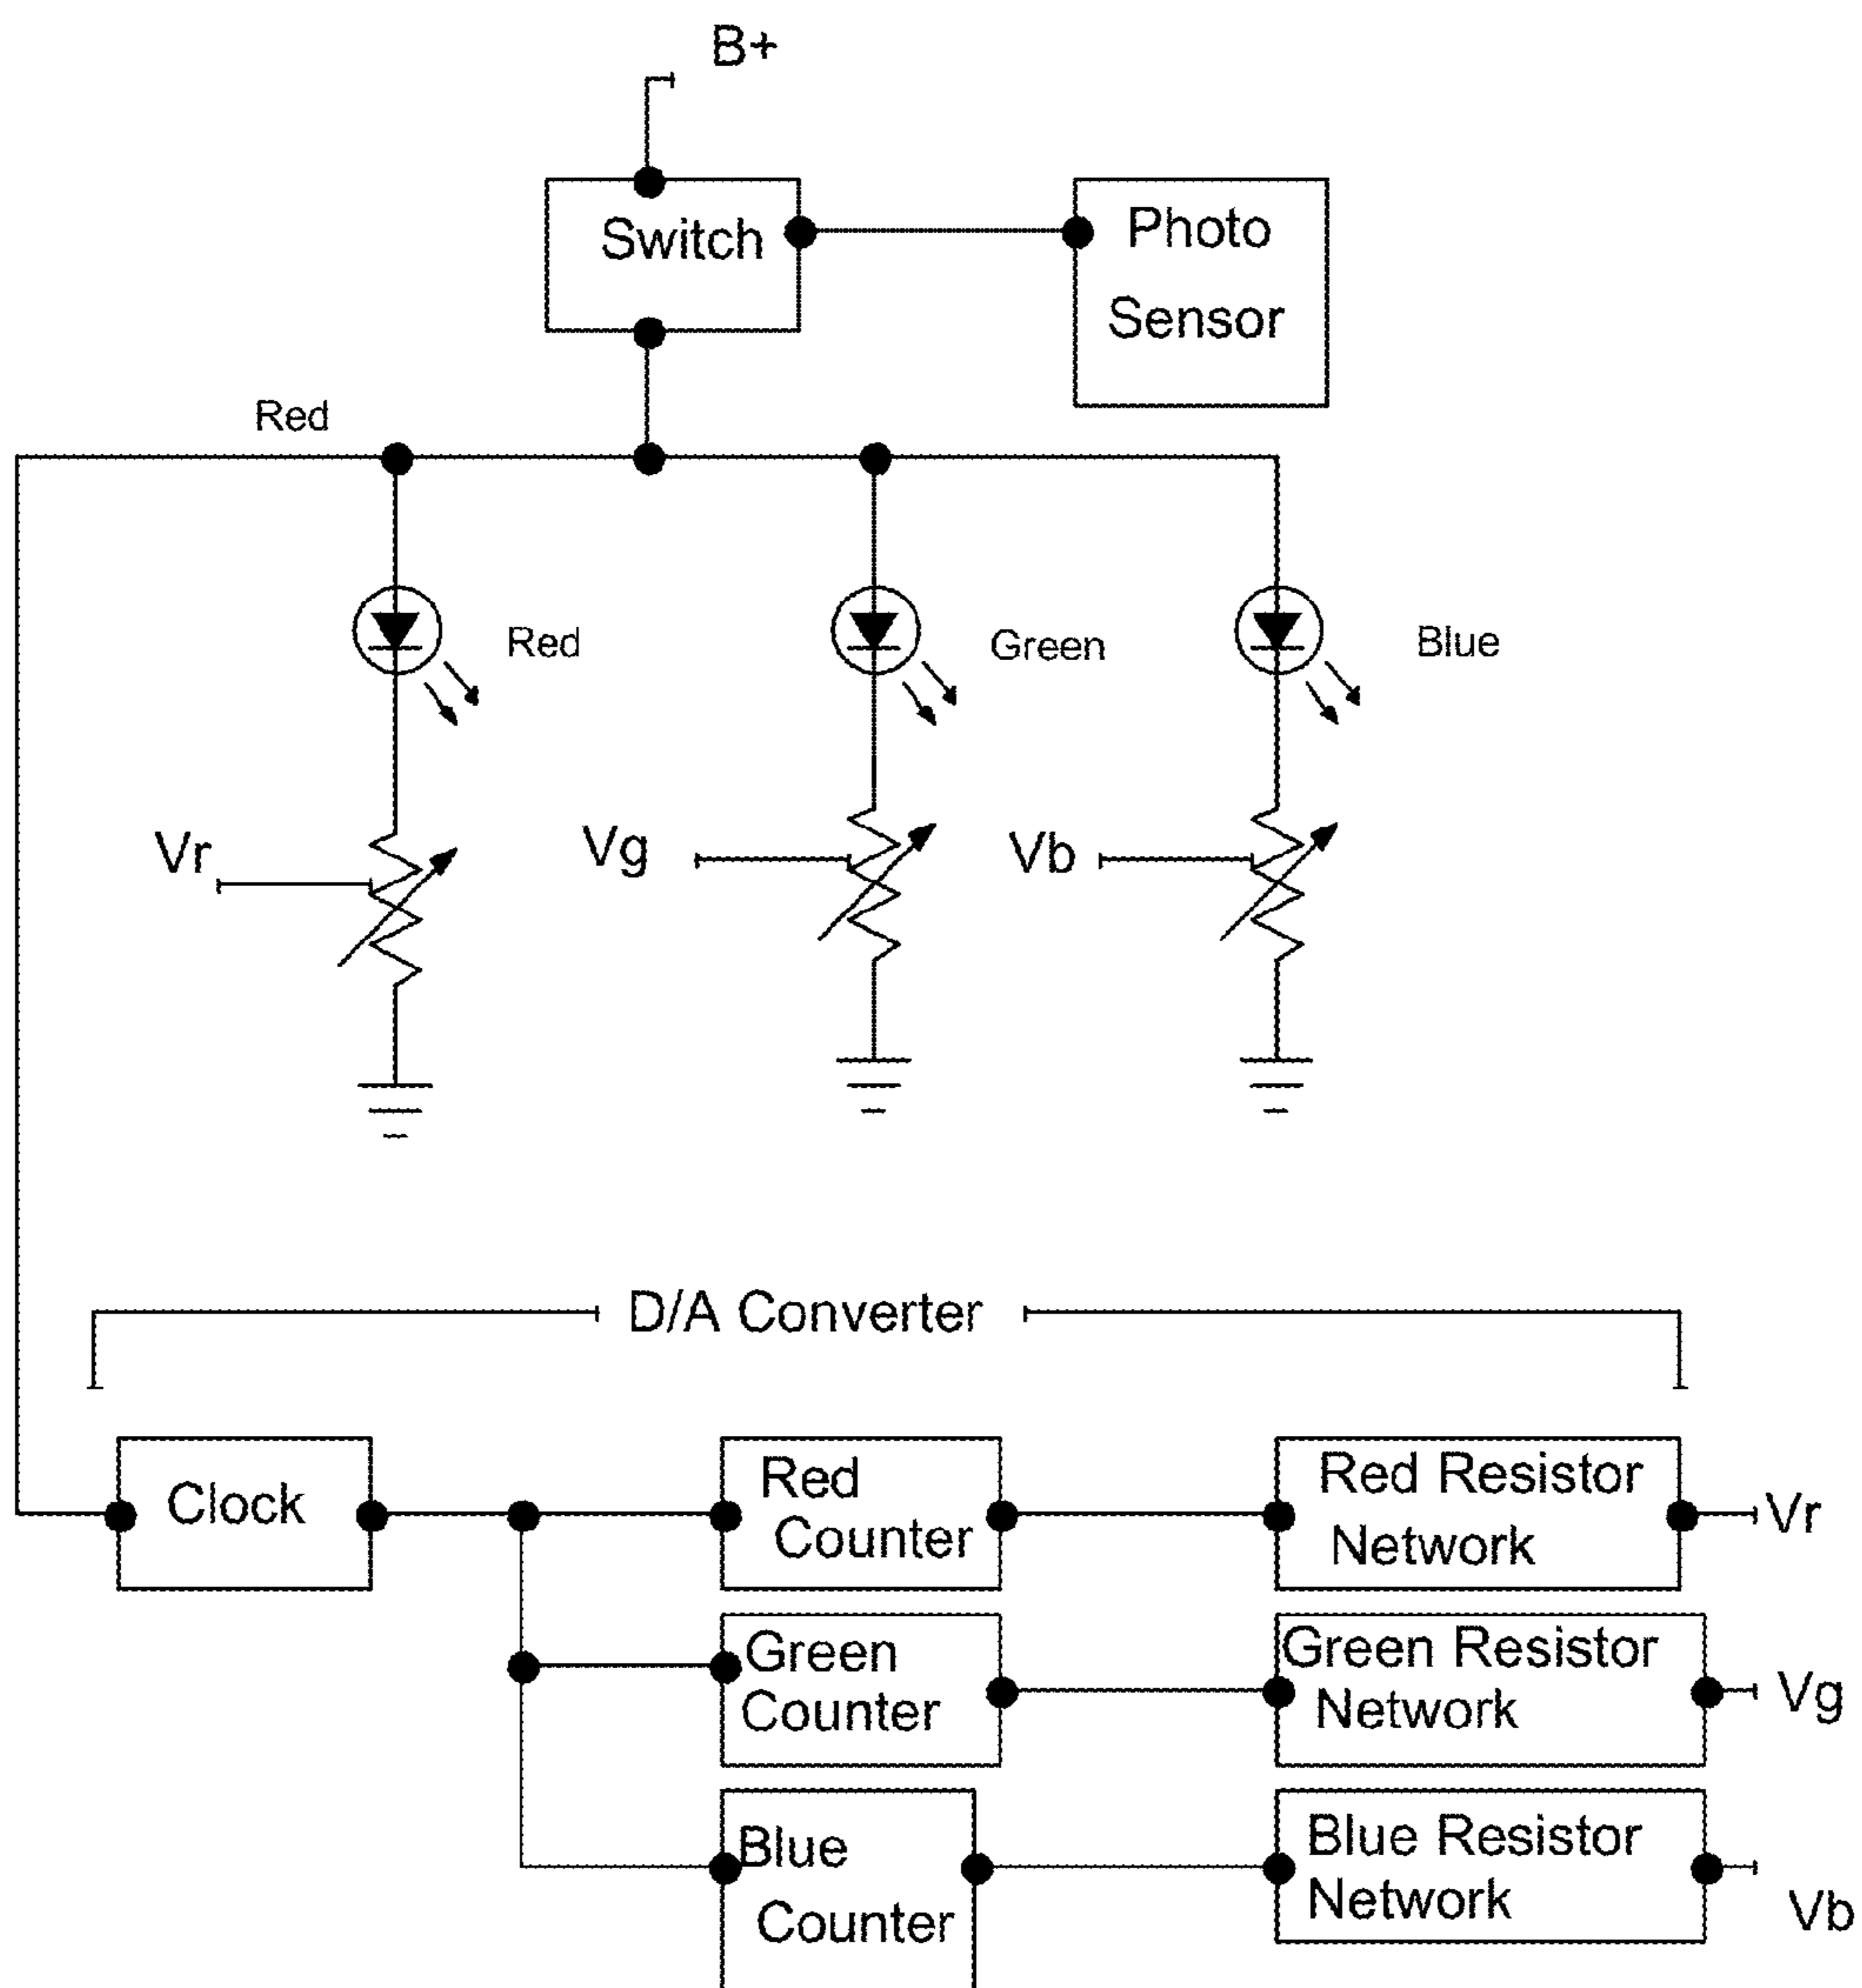 B+
Switch
Photo
Sensor
Red
Red
Green
Blue
Vr
Vg
Vb
D/A Converter
Clock
Red
Counter
Red Resistor
Network
Vr
Green
Counter
Green Resistor
Network
Vg
Blue
Counter
Blue Resistor
Network
Vb